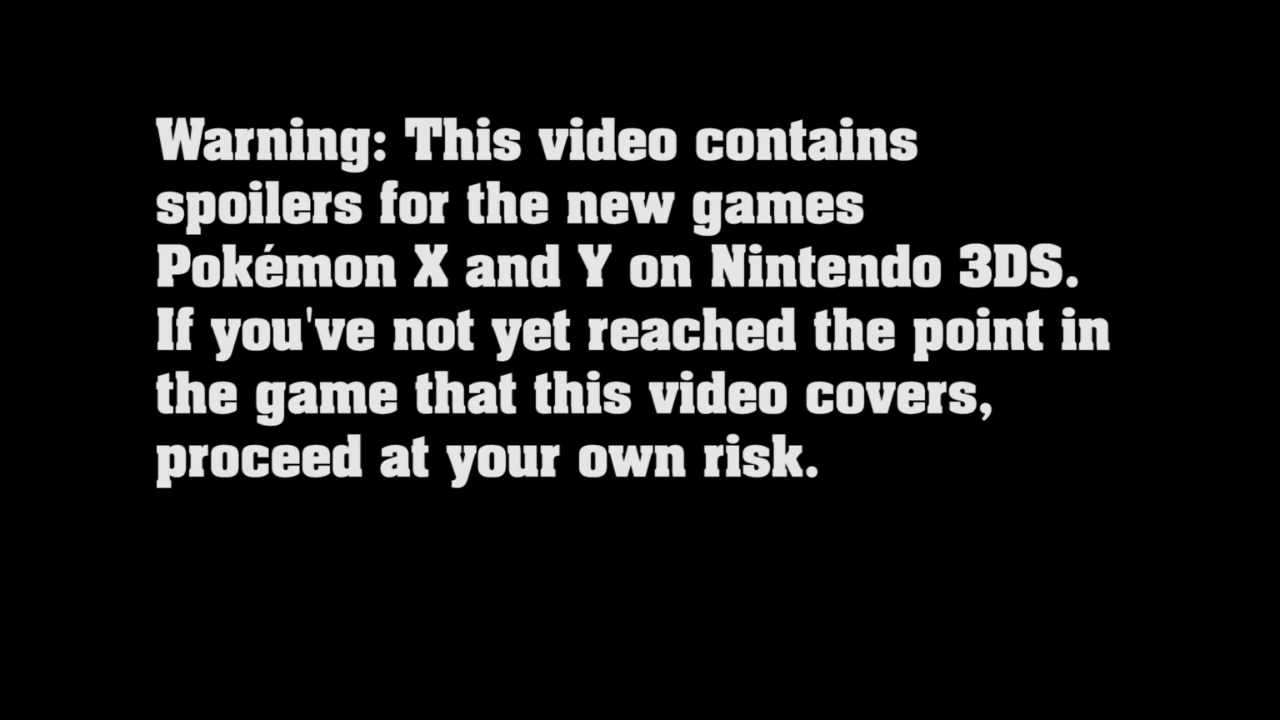 Warning: This video contains
spoilers for the new games
Pokémon X and Y on Nintendo 3DS.
If you've not yet reached the point in
the game that this video covers,
proceed at your own risk.